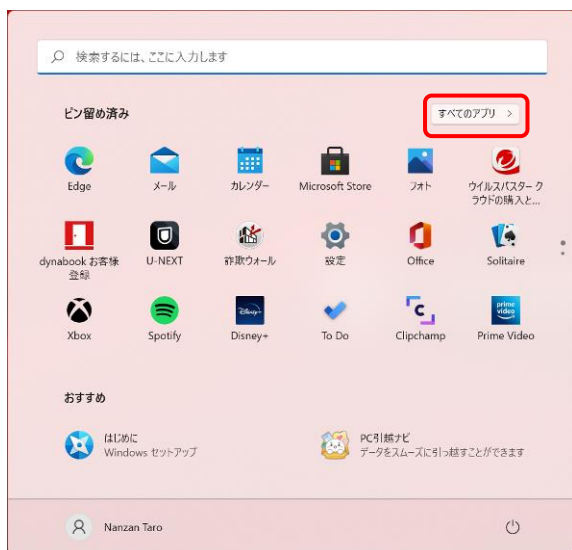 検索するには、ここに入力します
ピン留め済み
すべてのアプリ >
Edge
メール
カレンダー
Microsoft Store
フォト
ウイルスバスター ク
ラウドの購入と...
dynabook お客様
登録
U-NEXT
詐欺ウォール
設定
Office
Solitaire
Xbox
Spotify
Disney+
Disney+
To Do
Clipchamp
prime
video
Prime Video
おすすめ
はじめに
Windows セットアップ
PC引越ナビ
データをスムーズに引っ越すことができます
Nanzan Taro